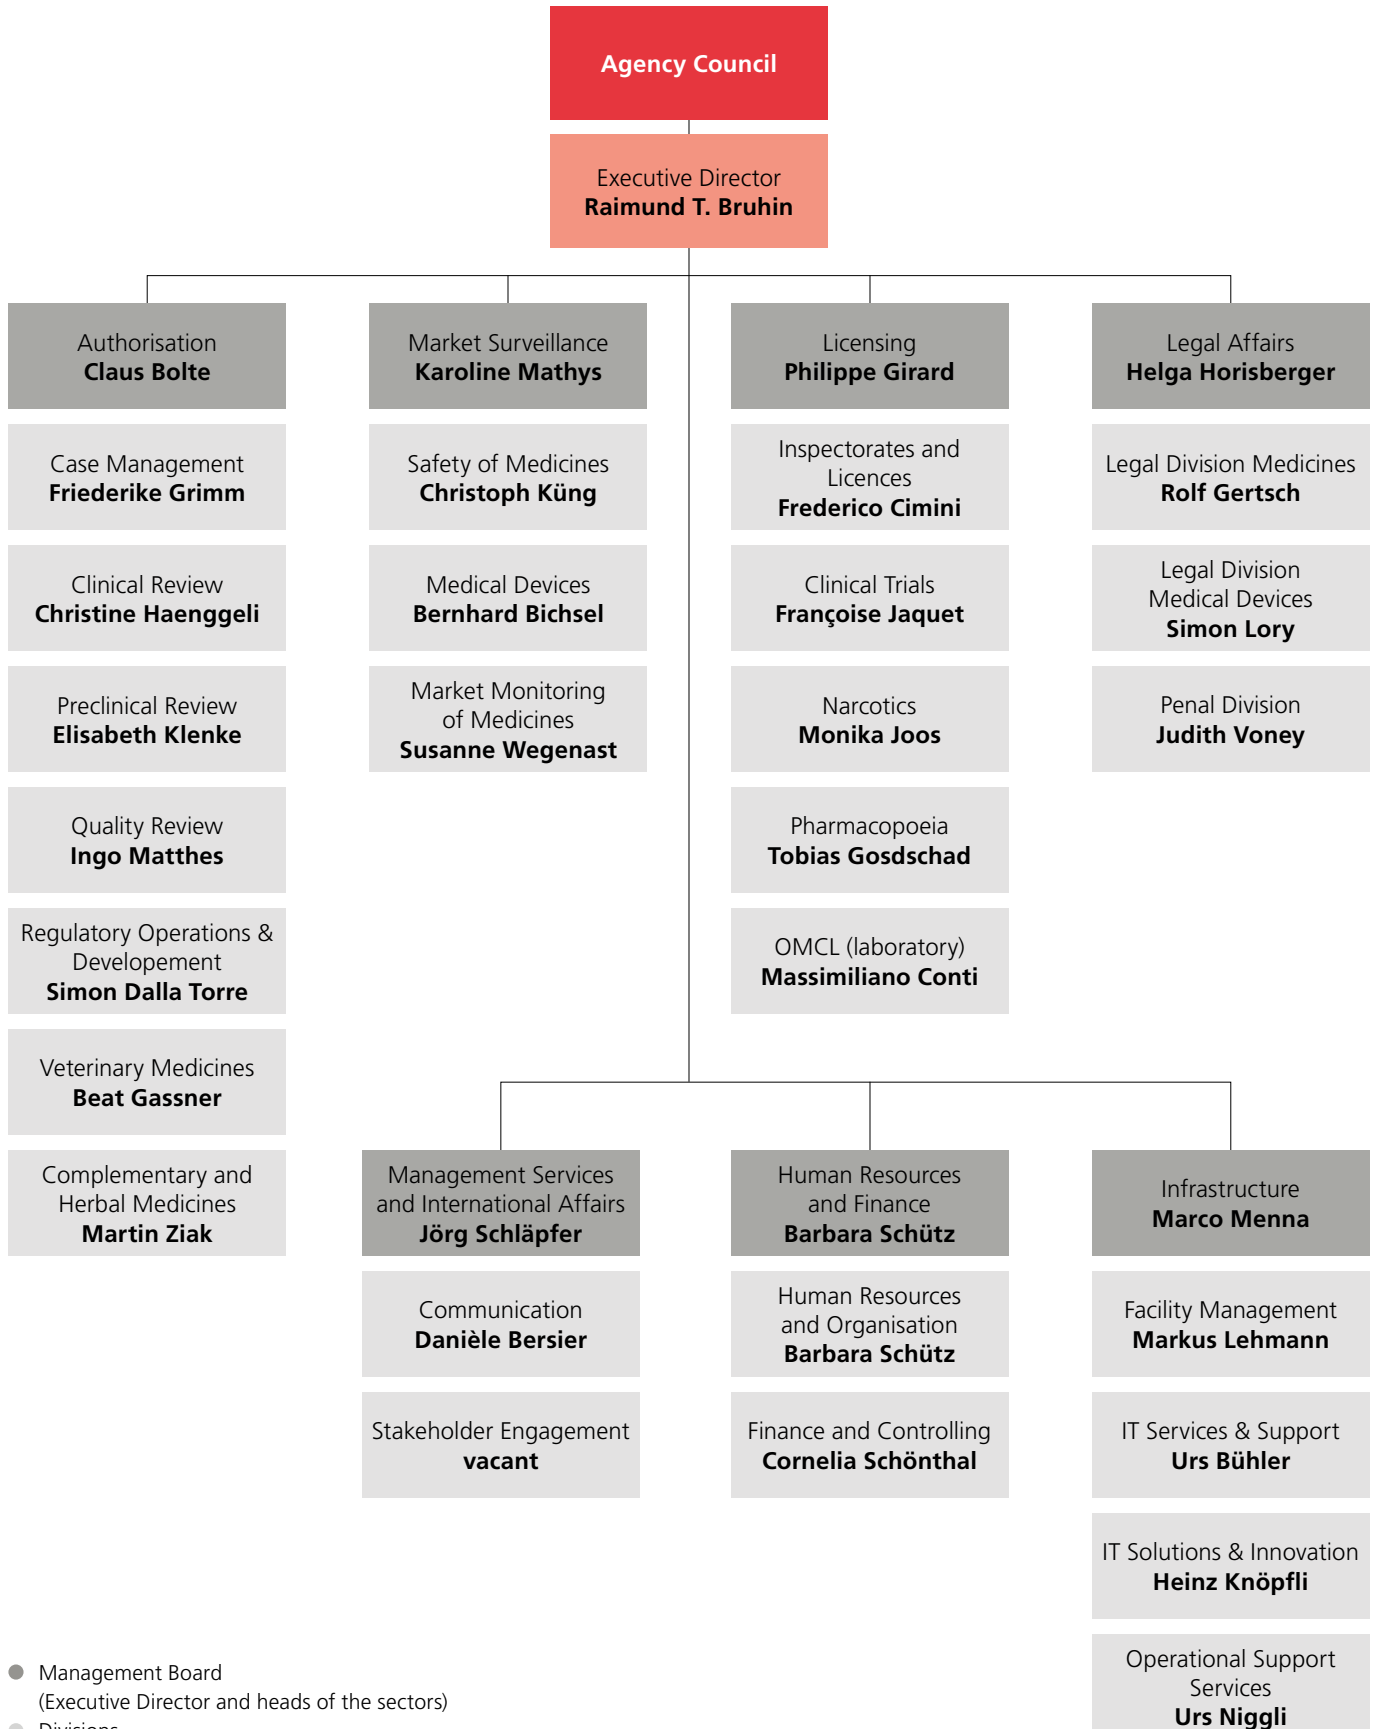 Agency Council
Executive Director
Raimund T. Bruhin
Authorisation
Claus Bolte
Case Management
Friederike Grimm
Clinical Review
Christine Haenggeli
Preclinical Review
Elisabeth Klenke
Quality Review
Ingo Matthes
Regulatory Operations &
Developement
Simon Dalla Torre
Veterinary Medicines
Beat Gassner
Complementary and
Herbal Medicines
Martin Ziak
Market Surveillance
Karoline Mathys
Safety of Medicines
Christoph Küng
Medical Devices
Bernhard Bichsel
Market Monitoring
of Medicines
Susanne Wegenast
Licensing
Philippe Girard
Inspectorates and
Licences
Frederico Cimini
Clinical Trials
Françoise Jaquet
Narcotics
Monika Joos
Pharmacopoeia
Tobias Gosdschad
OMCL (laboratory)
Massimiliano Conti
Legal Affairs
Helga Horisberger
Legal Division Medicines
Rolf Gertsch
Legal Division
Medical Devices
Simon Lory
Penal Division
Judith Voney
Management Services
and International Affairs
Jörg Schläpfer
Communication
Danièle Bersier
Stakeholder Engagement
vacant
Human Resources
and Finance
Barbara Schütz
Human Resources
and Organisation
Barbara Schütz
Finance and Controlling
Cornelia Schönthal
Infrastructure
Marco Menna
Facility Management
Markus Lehmann
IT Services & Support
Urs Bühler
IT Solutions & Innovation
Heinz Knöpfli
Operational Support
Services
Urs Niggli
Management Board
(Executive Director and heads of the sectors)
Divisions